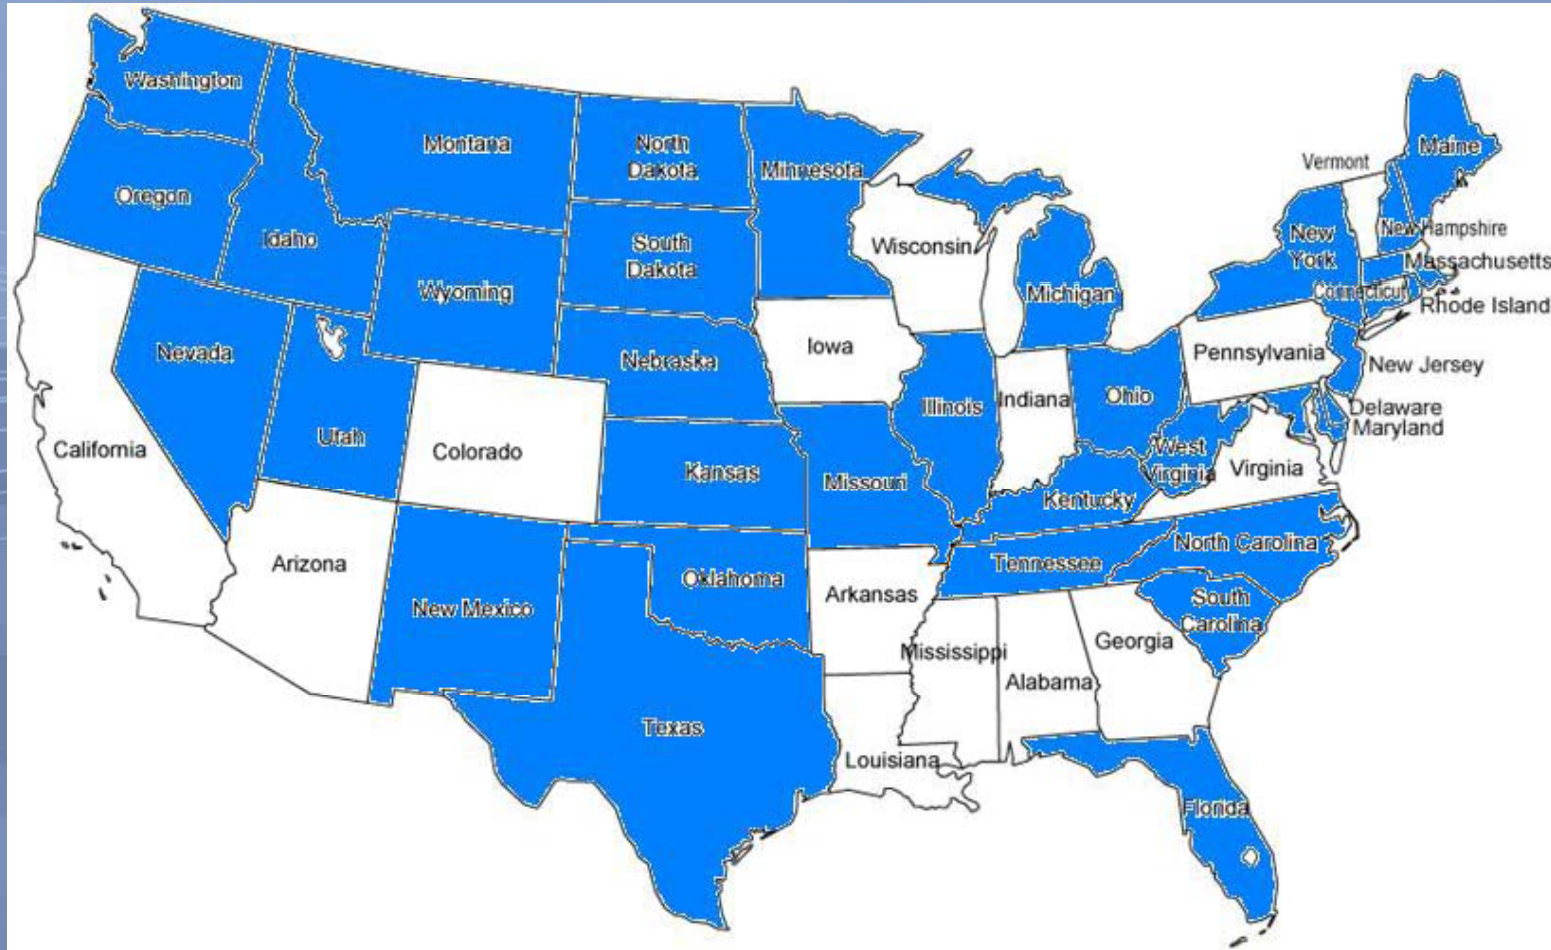 Washington
Montana
North
Dakota
Minnesota
Maine
Vermont
Oregon
Idaho
South
Dakota
Wisconsin
New
York
New Hampshire
Massachusetts
Wyoming
Michigan
Connecticut
Rhode Island
Nevada
Nebraska
Iowa
Pennsylvania
New Jersey
Illinois
Indiana
Ohio
Delaware
Maryland
California
Utah
Colorado
Kansas
Missouri
West
Virginia
Virginia
Kentucky
Arizona
New Mexico
Oklahoma
Arkansas
Tennessee
North Carolina
South
Carolina
Mississippi
Alabama
Georgia
Texas
Louisiana
Florida